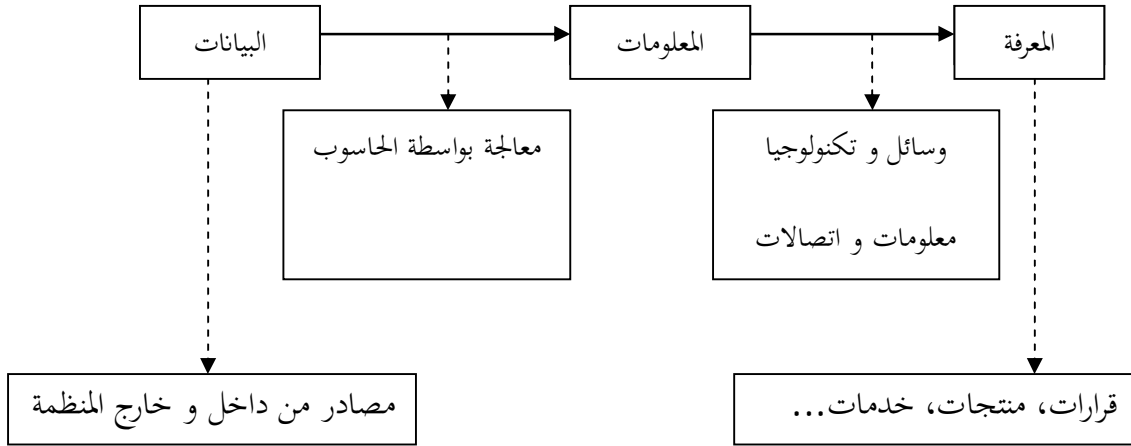 البيانات
المعلومات
المعرفة
معالجة بواسطة الحاسوب
وسائل و تكنولوجيا
معلومات و اتصالات
مصادر من داخل و خارج المنظمة
قرارات، منتجات، خدمات...